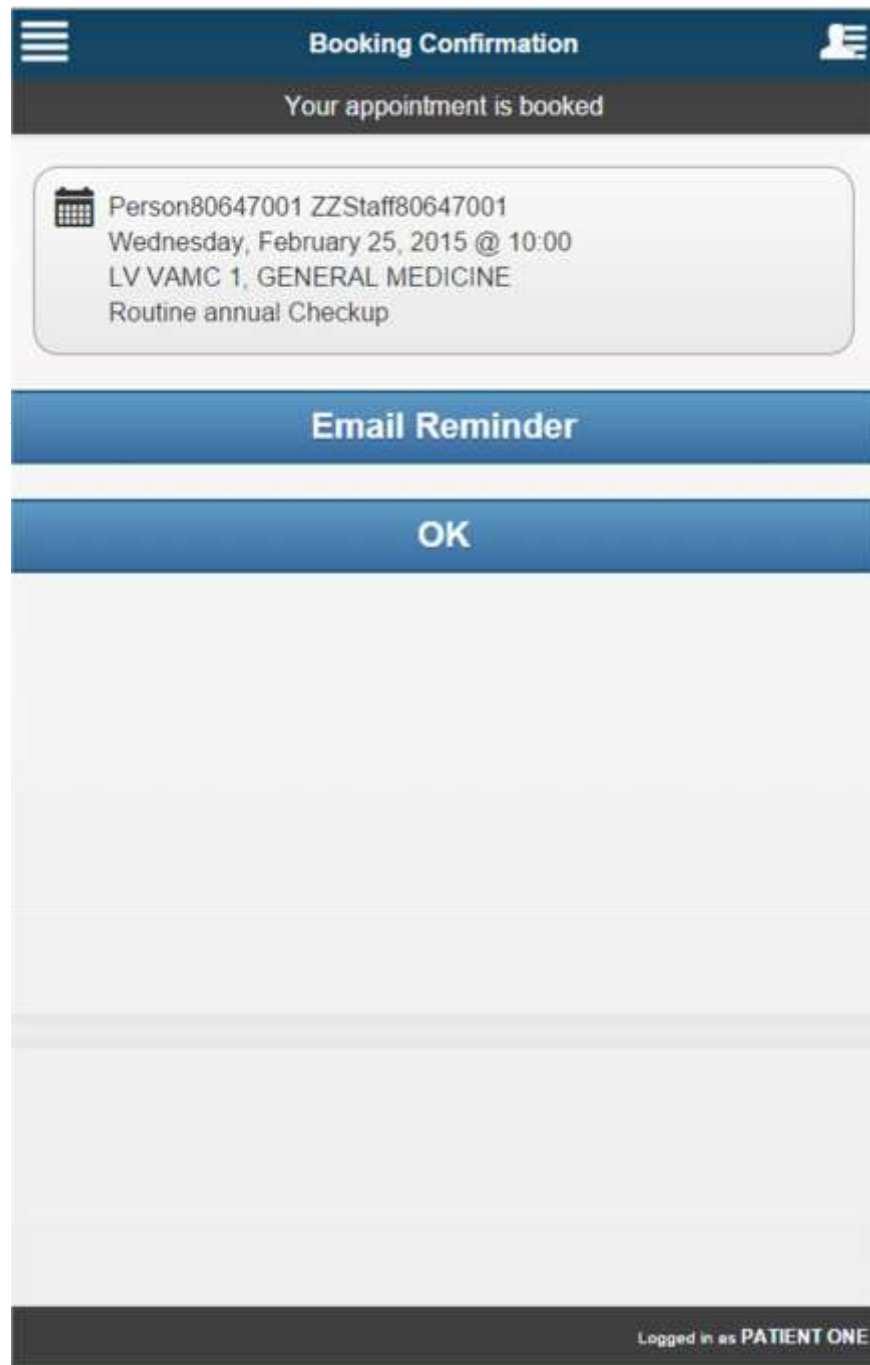 Booking Confirmation
Your appointment is booked
Person80647001 ZZStaff80647001
Wednesday, February 25, 2015 @ 10:00
LV VAMC 1, GENERAL MEDICINE
Routine annual Checkup
Email Reminder
OK
Logged in as PATIENT ONE